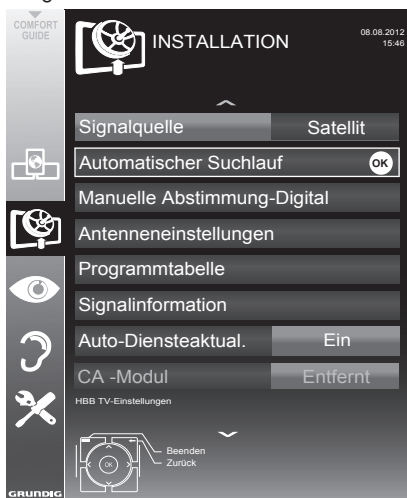 COMFORT
GUIDE
INSTALLATION
08.08.2012
15:46
Signalquelle Satellit
Automatischer Suchlauf OK
Manuelle Abstimmung-Digital
Antenneneinstellungen
Programmtabelle
Signalinformation
Auto-Diensteaktual. Ein
CA -Modul Entfernt
HBB TV-Einstellungen
Beenden
OK Zurück
GRUNDIG